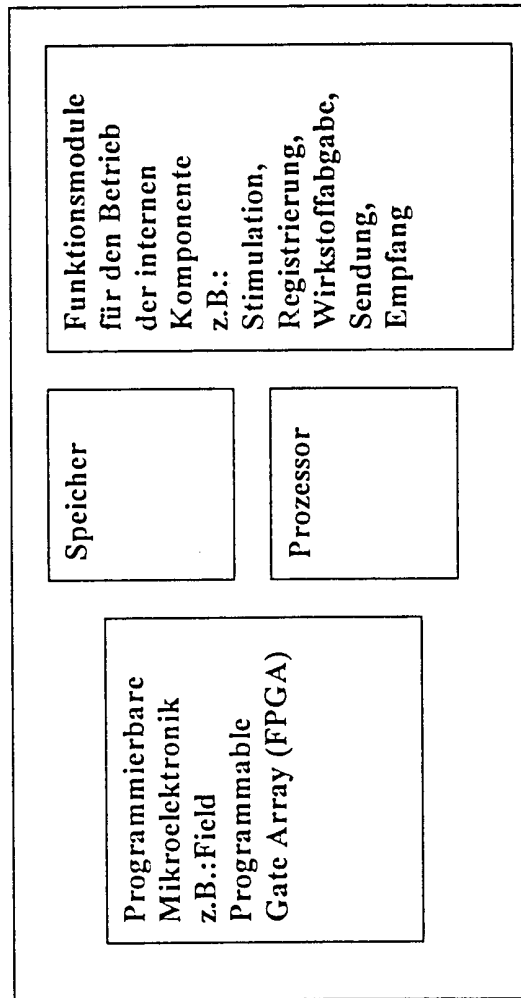 Programmierbare
Mikroelektronik
z.B.:Field
Programmable
Gate Array (FPGA)
Speicher
Prozessor
Funktionsmodule
für den Betrieb
der internen
Komponente
z.B.:
Stimulation,
Registrierung,
Wirkstoffabgabe,
Sendung,
Empfang